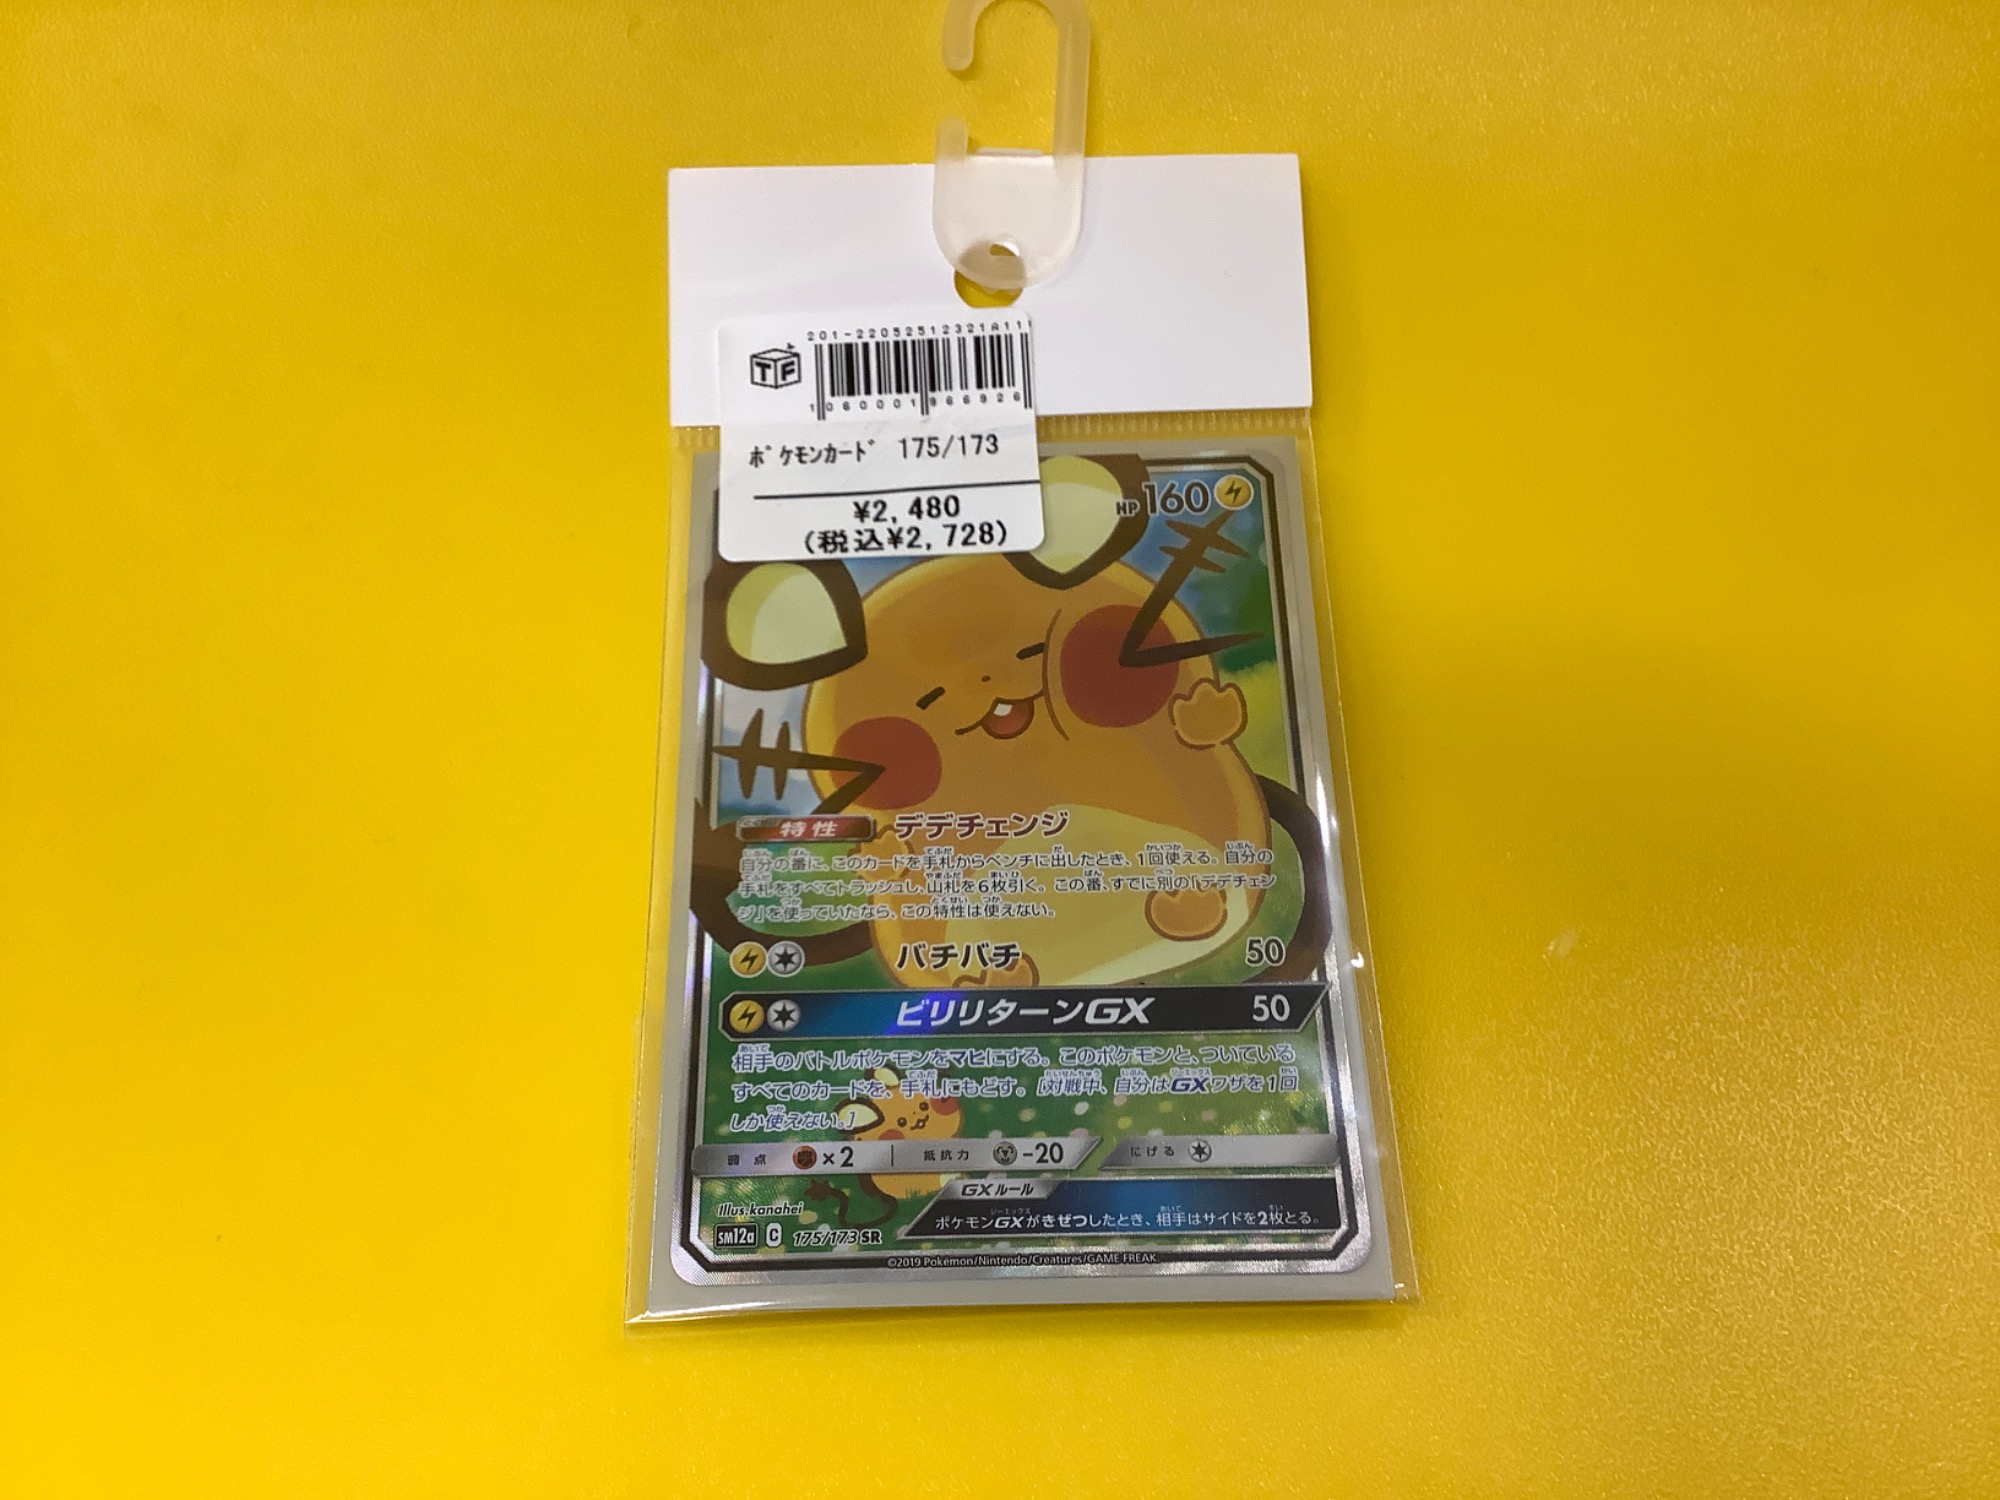 201-22052512321A11
TF
1060001966926
ﾎﾟｹﾓﾝｶｰﾄﾞ 175/173
¥2,480
(税込¥2,728)
HP160
特性 デデチェンジ
自分の番に、このカードを手札からベンチに出したとき、1回使える。自分の
手札をすべてトラッシュし、山札を6枚引く。この番、すでに別の「デデチェン
ジ」を使っていたなら、この特性は使えない。
バチバチ 50
ビリリターンGX 50
相手のバトルポケモンをマヒにする。このポケモンと、ついている
すべてのカードを、手札にもどす。[対戦中、自分はGXワザを1回
しか使えない。]
弱点 ×2 抵抗力 -20 にげる
Illus.kanahei
GXルール
ポケモンGXがきぜつしたとき、相手はサイドを2枚とる。
SM12a C 175/173 SR
©2019 Pokémon/Nintendo/Creatures/GAME FREAK.